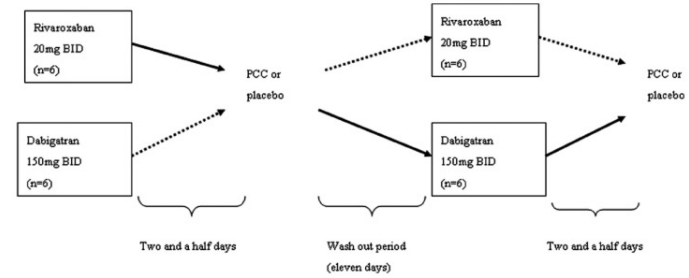 Rivaroxaban
20mg BID
(n=6)
PCC or
placebo
Dabigatran
150mg BID
(n=6)
Rivaroxaban
20mg BID
(n=6)
PCC or
placebo
Dabigatran
150mg BID
(n=6)
Two and a half days
Wash out period
(eleven days)
Two and a half days